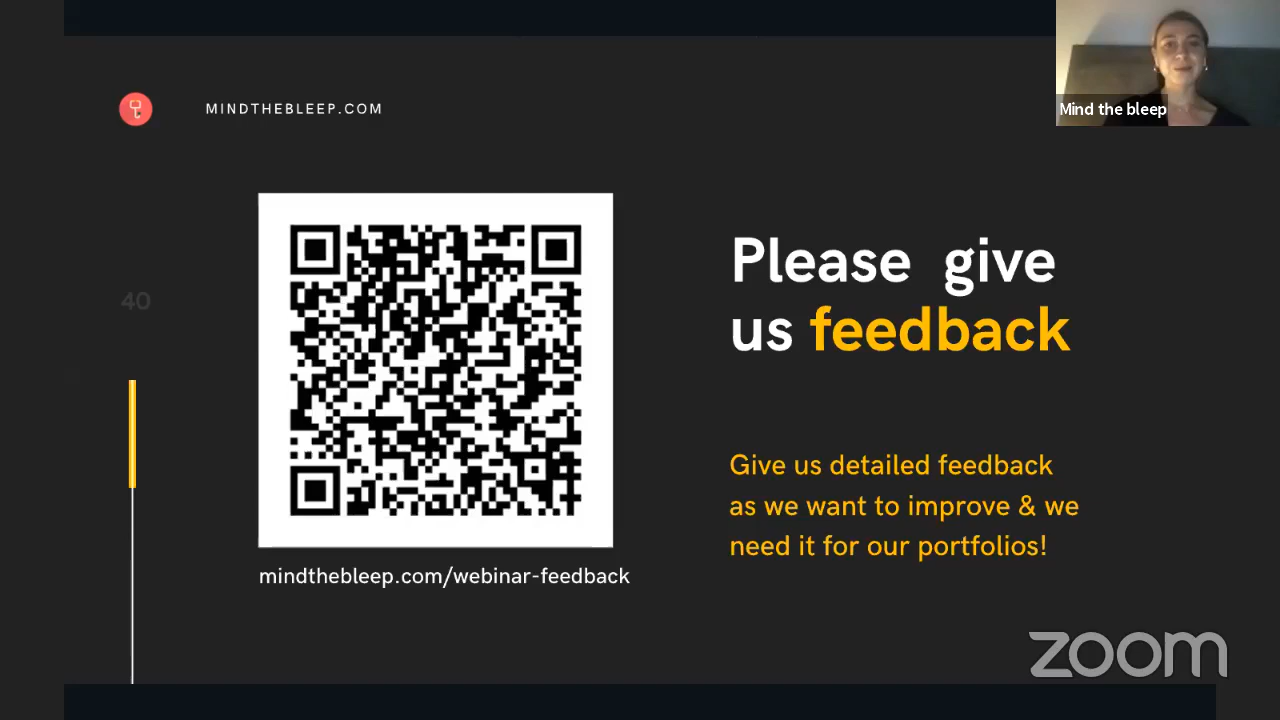 MINDTHEBLEEP.COM
Mind the bleep
40
Please give
us feedback
Give us detailed feedback
as we want to improve & we
need it for our portfolios!
mindthebleep.com/webinar-feedback
zoom